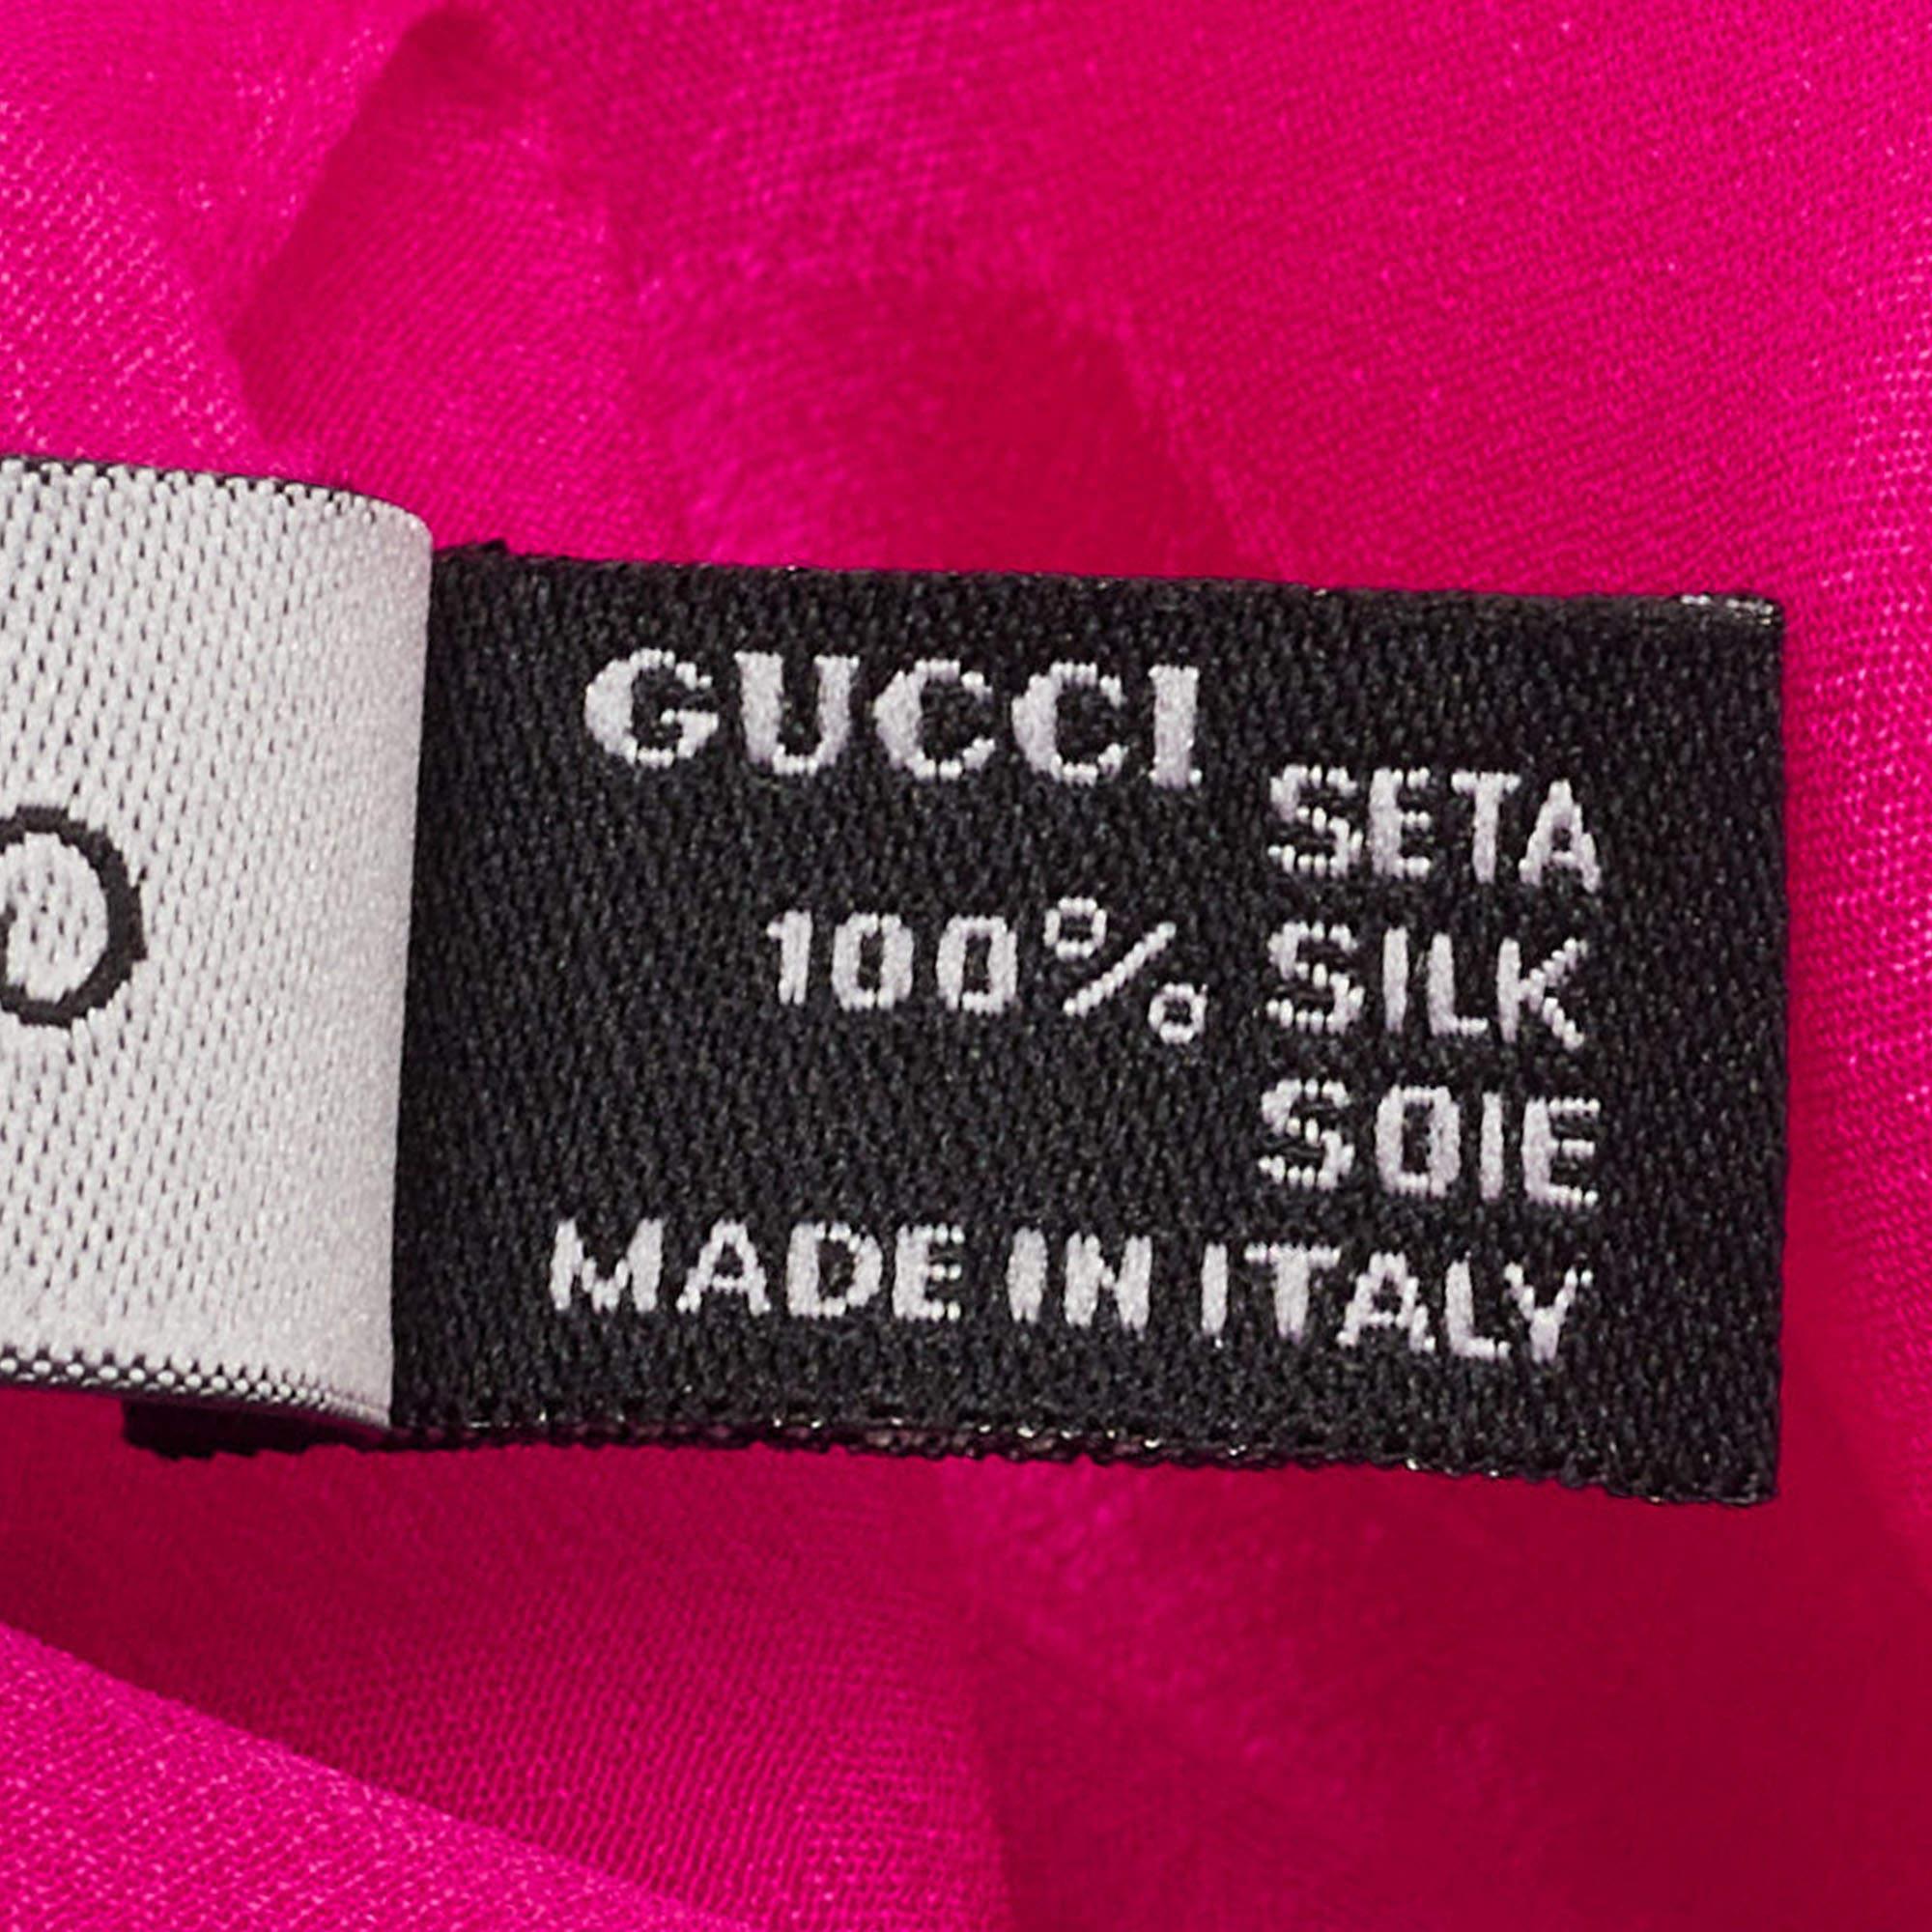 GUCCI
SETA
100% SILK
SOIE
MADE IN ITALY